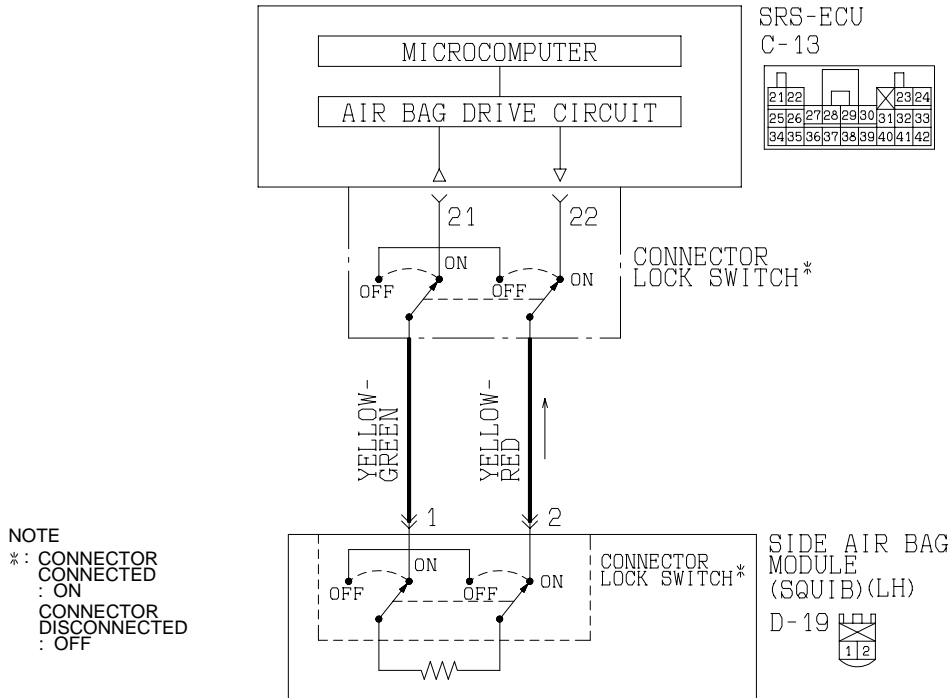 SRS-ECU
C-13
MICROCOMPUTER
AIR BAG DRIVE CIRCUIT
21 22 23 24
25 26 27 28 29 30 31 32 33
34 35 36 37 38 39 40 41 42
21 22
CONNECTOR
LOCK SWITCH*
OFF ON OFF ON
YELLOW-
GREEN
YELLOW-
RED
1 2
NOTE
*: CONNECTOR
CONNECTED
: ON
CONNECTOR
DISCONNECTED
: OFF
OFF ON OFF ON
CONNECTOR
LOCK SWITCH*
SIDE AIR BAG
MODULE
(SQUIB)(LH)
D-19
1 2